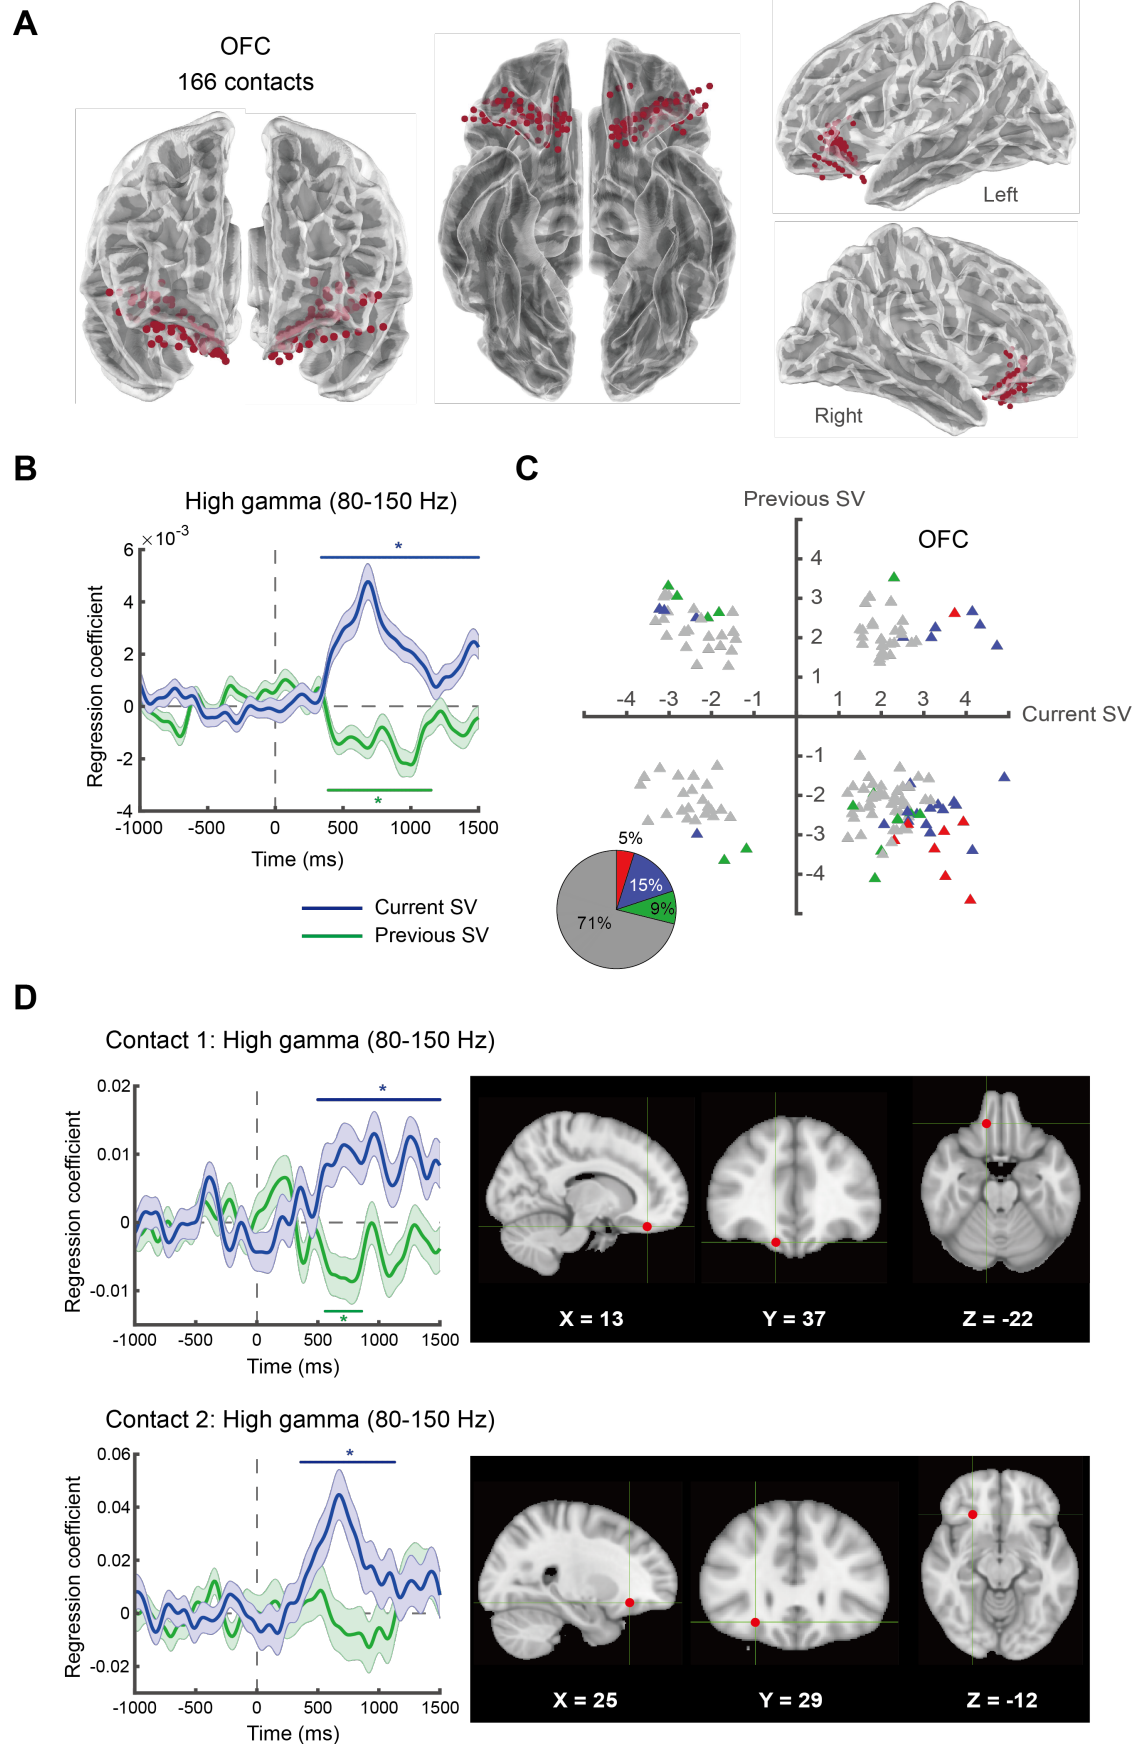 A
OFC
166 contacts
Left
Right
B
High gamma (80-150 Hz)
×10-3
6
4
2
0
-2
-4
Regression coefficient
*
*
-1000 -500 0 500 1000 1500
Time (ms)
Current SV
Previous SV
C
Previous SV
OFC
4
3
2
1
-4 -3 -2 -1 1 2 3 4
Current SV
-1
-2
-3
-4
5%
15%
9%
71%
D
Contact 1: High gamma (80-150 Hz)
0.02
0.01
0
-0.01
Regression coefficient
*
*
-1000 -500 0 500 1000 1500
Time (ms)
X = 13 Y = 37 Z = -22
Contact 2: High gamma (80-150 Hz)
0.06
0.04
0.02
0
-0.02
Regression coefficient
*
-1000 -500 0 500 1000 1500
Time (ms)
X = 25 Y = 29 Z = -12